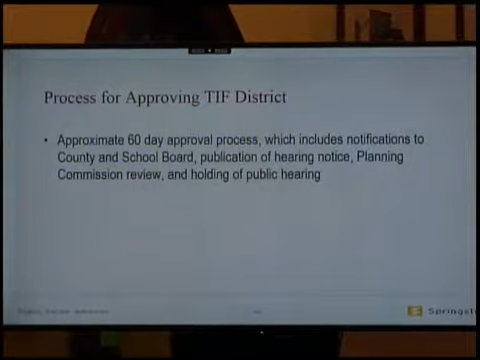 Process for Approving TIF District
• Approximate 60 day approval process, which includes notifications to
County and School Board, publication of hearing notice, Planning
Commission review, and holding of public hearing
Springst